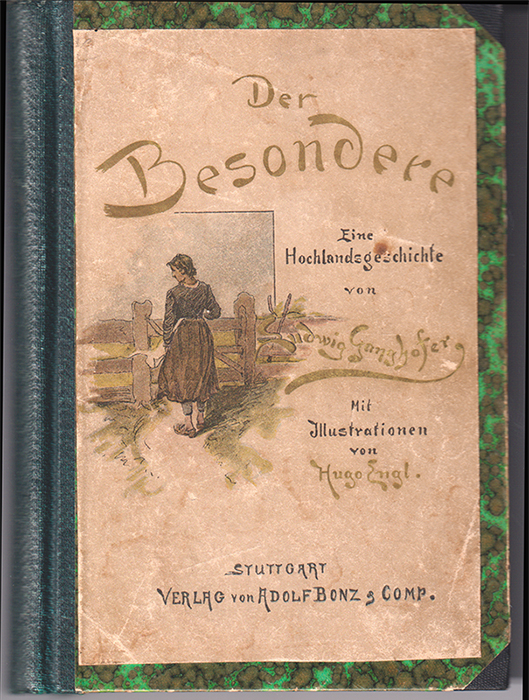 Der
Besondere
Eine
Hochlandsgeschichte
von
Ludwig Ganghofer
Mit
Illustrationen
von
Hugo Engl.
STUTTGART
VERLAG von ADOLF BONZ & COMP.